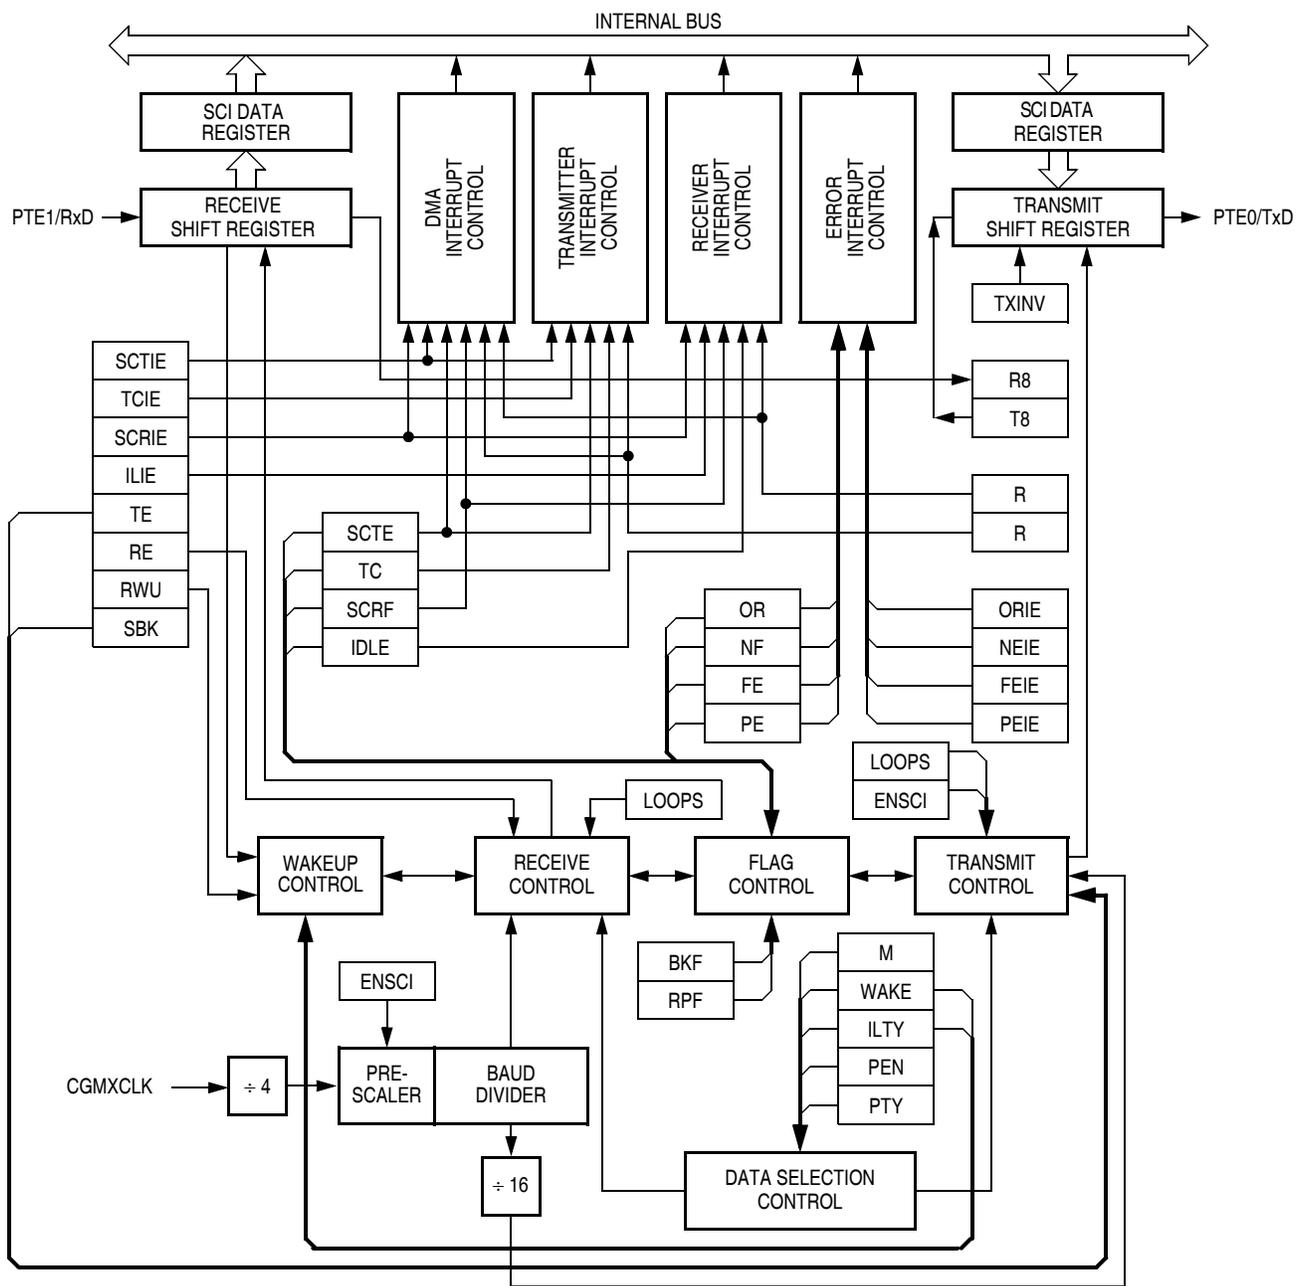 INTERNAL BUS
SCI DATA
REGISTER
RECEIVE
SHIFT REGISTER
PTE1/RxD
DMA
INTERRUPT
CONTROL
TRANSMITTER
INTERRUPT
CONTROL
RECEIVER
INTERRUPT
CONTROL
ERROR
INTERRUPT
CONTROL
SCI DATA
REGISTER
TRANSMIT
SHIFT REGISTER
PTE0/TxD
TXINV
SCTIE
TCIE
SCRIE
ILIE
TE
RE
RWU
SBK
R8
T8
R
R
SCTE
TC
SCRF
IDLE
OR
NF
FE
PE
ORIE
NEIE
FEIE
PEIE
LOOPS
LOOPS
ENSCI
WAKEUP
CONTROL
RECEIVE
CONTROL
FLAG
CONTROL
TRANSMIT
CONTROL
BKF
RPF
M
WAKE
ILTY
PEN
PTY
ENSCI
CGMXCLK
÷ 4
PRE-
SCALER
BAUD
DIVIDER
÷ 16
DATA SELECTION
CONTROL